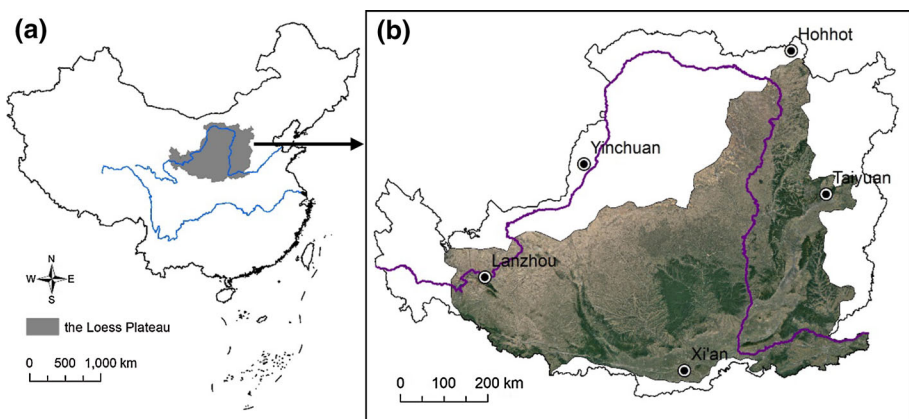 (a)
N
W E
S
the Loess Plateau
0 500 1,000 km
(b)
Hohhot
Yinchuan
Taiyuan
Lanzhou
Xi'an
0 100 200 km